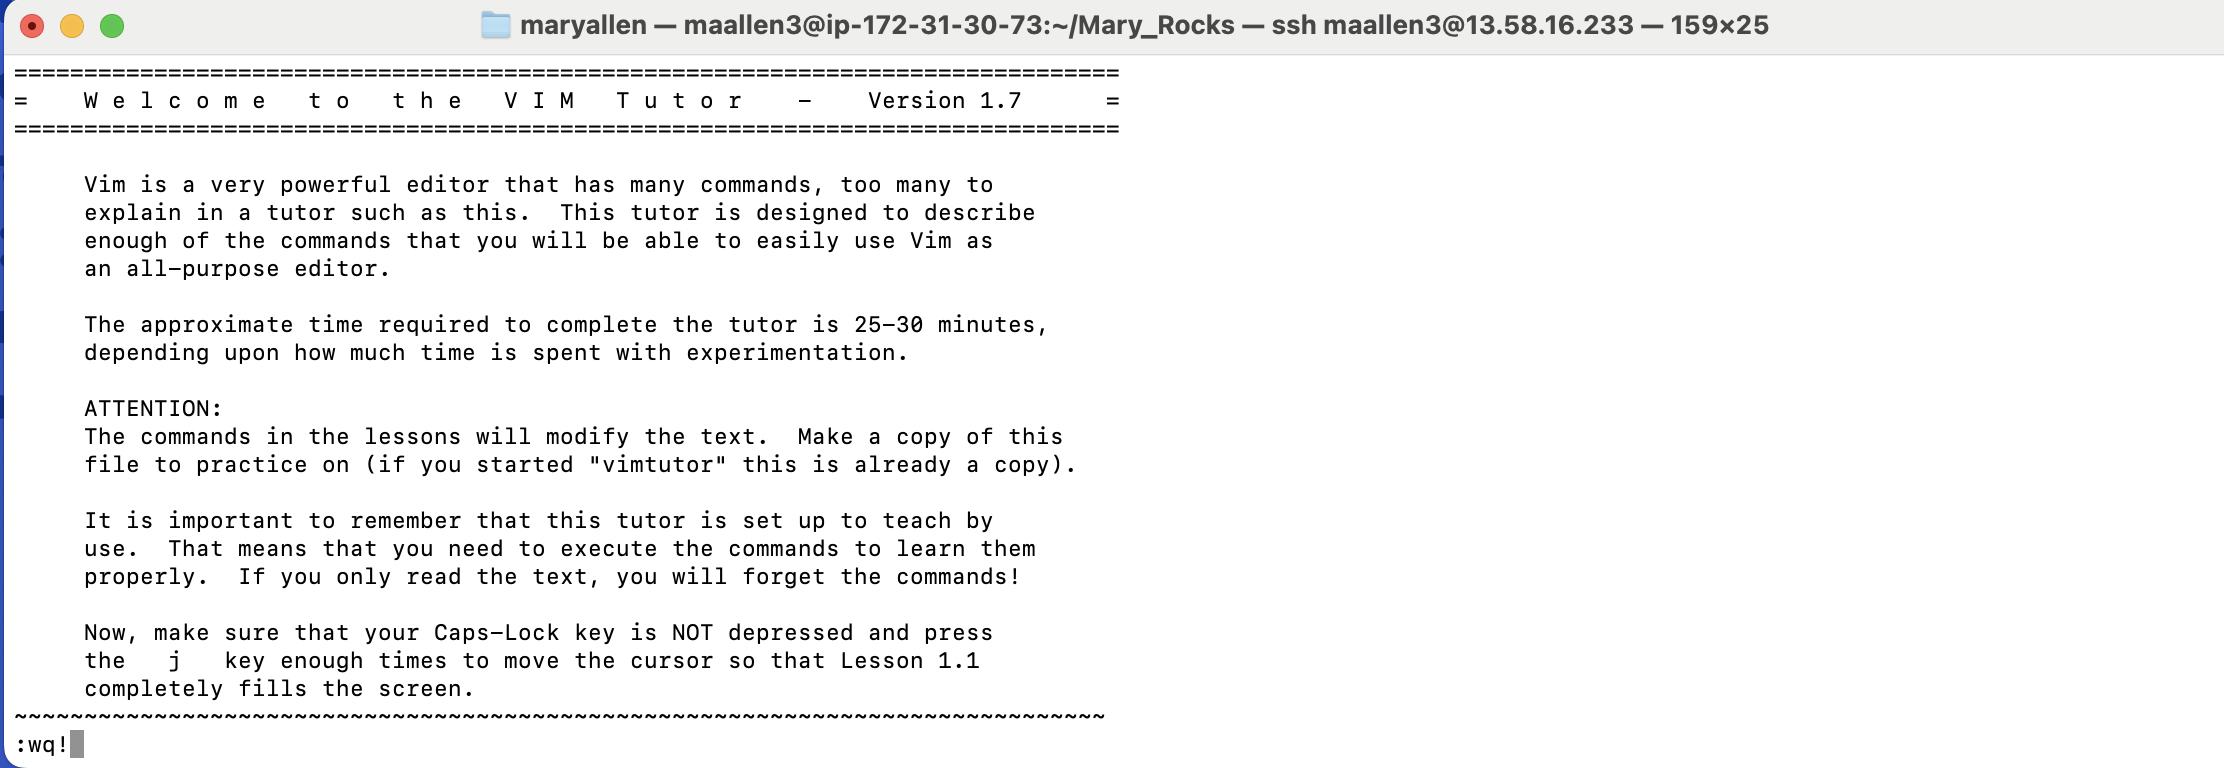 maryallen — maallen3@ip-172-31-30-73:~/Mary_Rocks — ssh maallen3@13.58.16.233 — 159×25
===============================================================================
=    W e l c o m e   t o   t h e   V I M   T u t o r    -    Version 1.7      =
===============================================================================
Vim is a very powerful editor that has many commands, too many to
explain in a tutor such as this.  This tutor is designed to describe
enough of the commands that you will be able to easily use Vim as
an all-purpose editor.
The approximate time required to complete the tutor is 25-30 minutes,
depending upon how much time is spent with experimentation.
ATTENTION:
The commands in the lessons will modify the text.  Make a copy of this
file to practice on (if you started "vimtutor" this is already a copy).
It is important to remember that this tutor is set up to teach by
use.  That means that you need to execute the commands to learn them
properly.  If you only read the text, you will forget the commands!
Now, make sure that your Caps-Lock key is NOT depressed and press
the   j   key enough times to move the cursor so that Lesson 1.1
completely fills the screen.
~~~~~~~~~~~~~~~~~~~~~~~~~~~~~~~~~~~~~~~~~~~~~~~~~~~~~~~~~~~~~~~~~~~~~~~~~~~~~~
:wq!